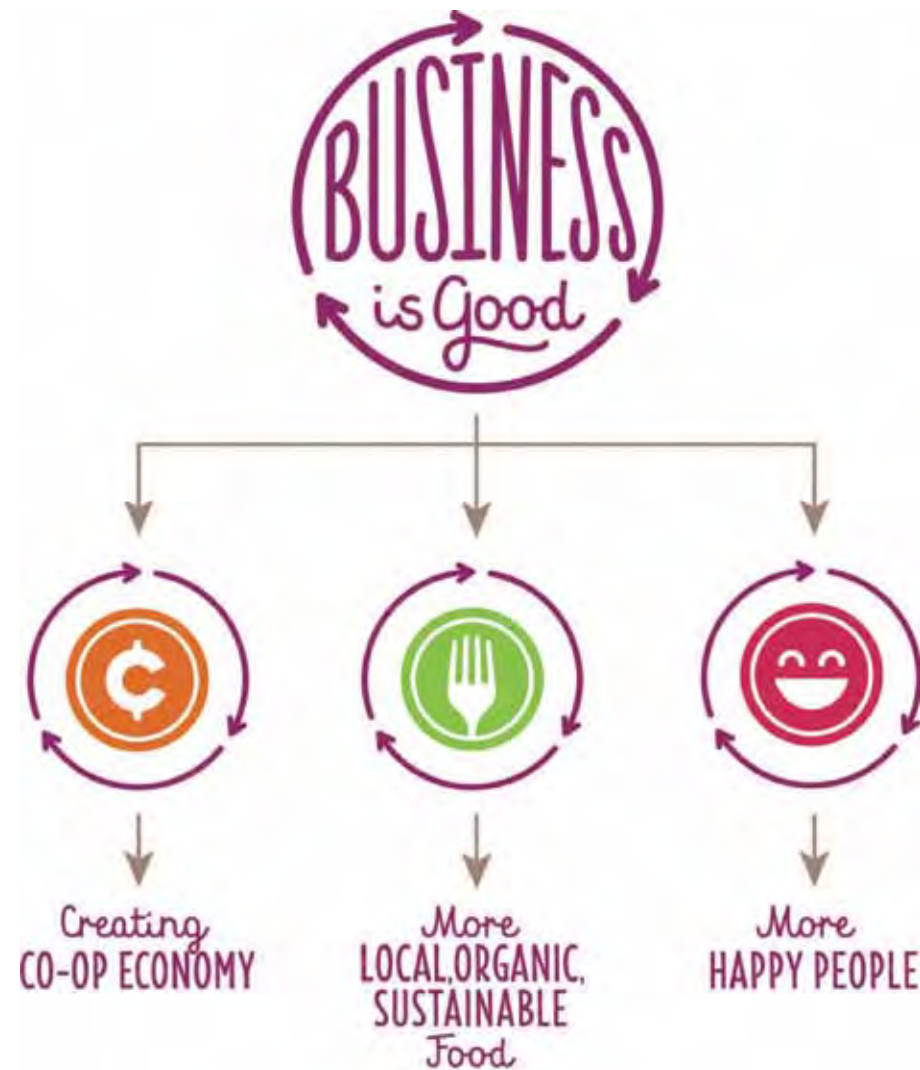 BUSINESS
is Good
Creating
CO-OP ECONOMY
More
LOCAL, ORGANIC,
SUSTAINABLE
Food
More
HAPPY PEOPLE